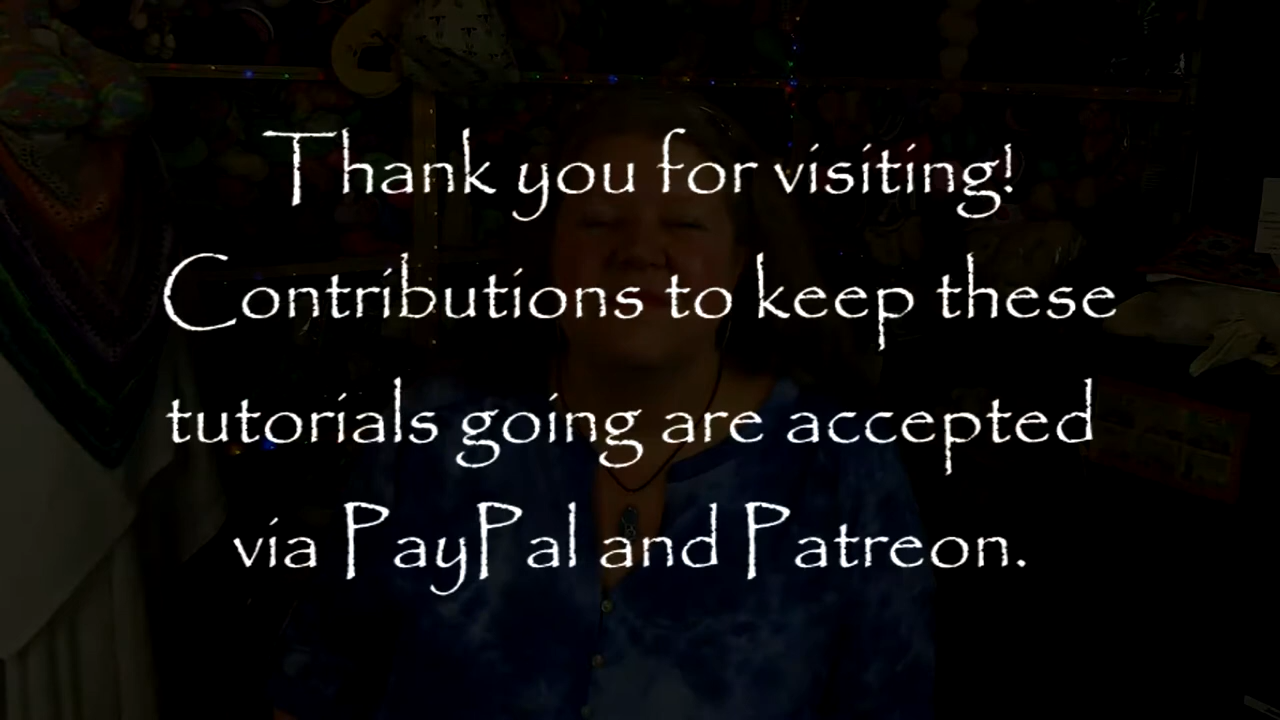 Thank you for visiting!
Contributions to keep these
tutorials going are accepted
via PayPal and Patreon.